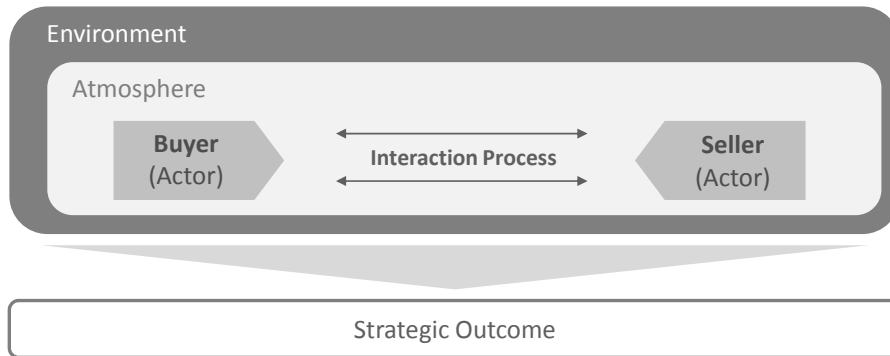 Environment
Atmosphere
Buyer
(Actor)
Interaction Process
Seller
(Actor)
Strategic Outcome